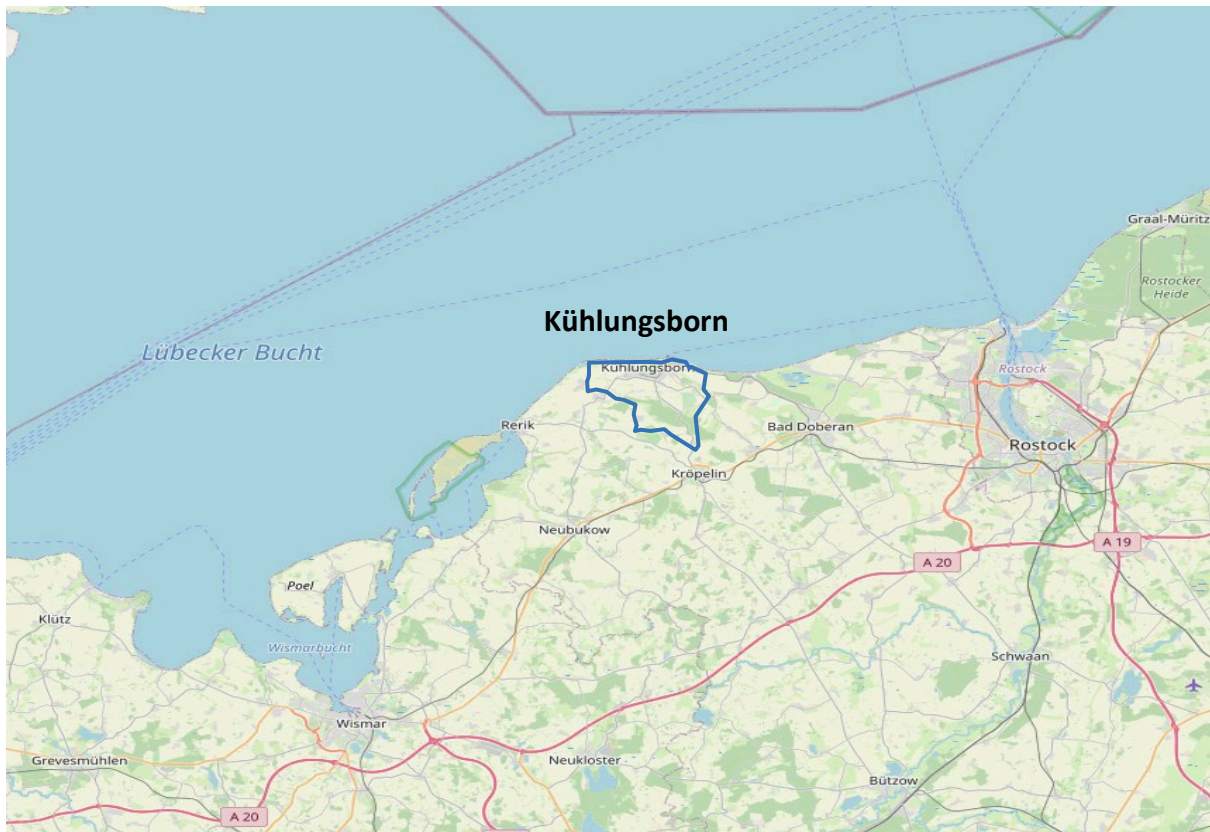 Graal-Müritz
Rostocker
Heide
Kühlungsborn
Lübecker Bucht
Kühlungsborn
Rostock
Rerik
Bad Doberan
Rostock
Kröpelin
Neubukow
A 19
A 20
Poel
Klütz
Wismarbucht
Schwaan
Wismar
Grevesmühlen
Neukloster
Bützow
A 20